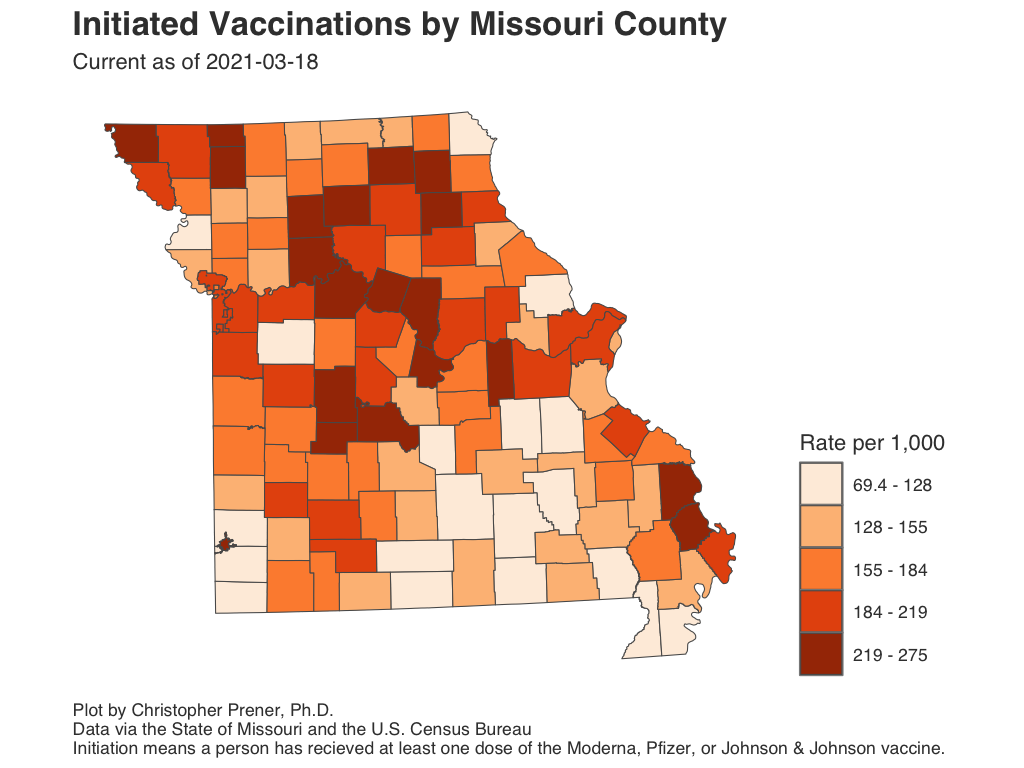 Initiated Vaccinations by Missouri County
Current as of 2021-03-18
Rate per 1,000
69.4 - 128
128 - 155
155 - 184
184 - 219
219 - 275
Plot by Christopher Prener, Ph.D.
Data via the State of Missouri and the U.S. Census Bureau
Initiation means a person has recieved at least one dose of the Moderna, Pfizer, or Johnson & Johnson vaccine.